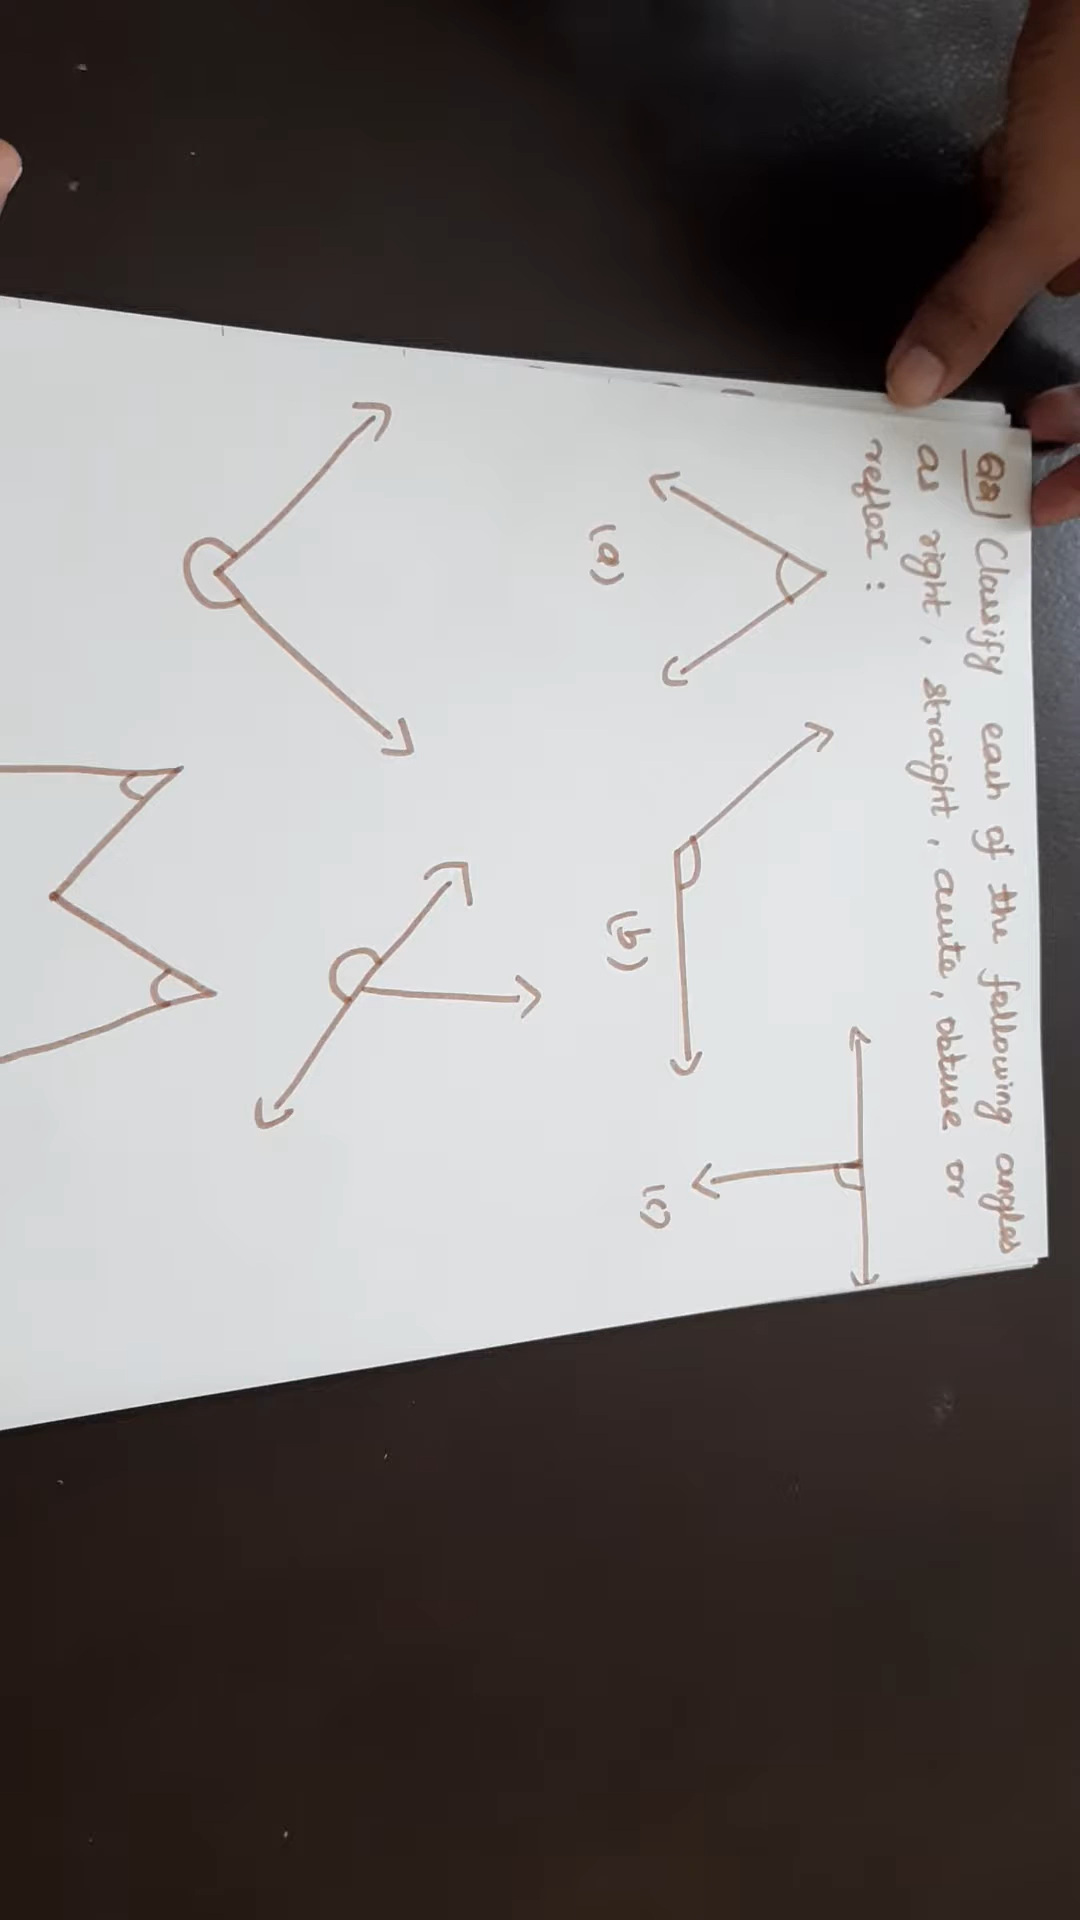 Q8) Classify each of the following angles
as right, straight, acute, obtuse or
reflex :
(a)
(b)
(c)